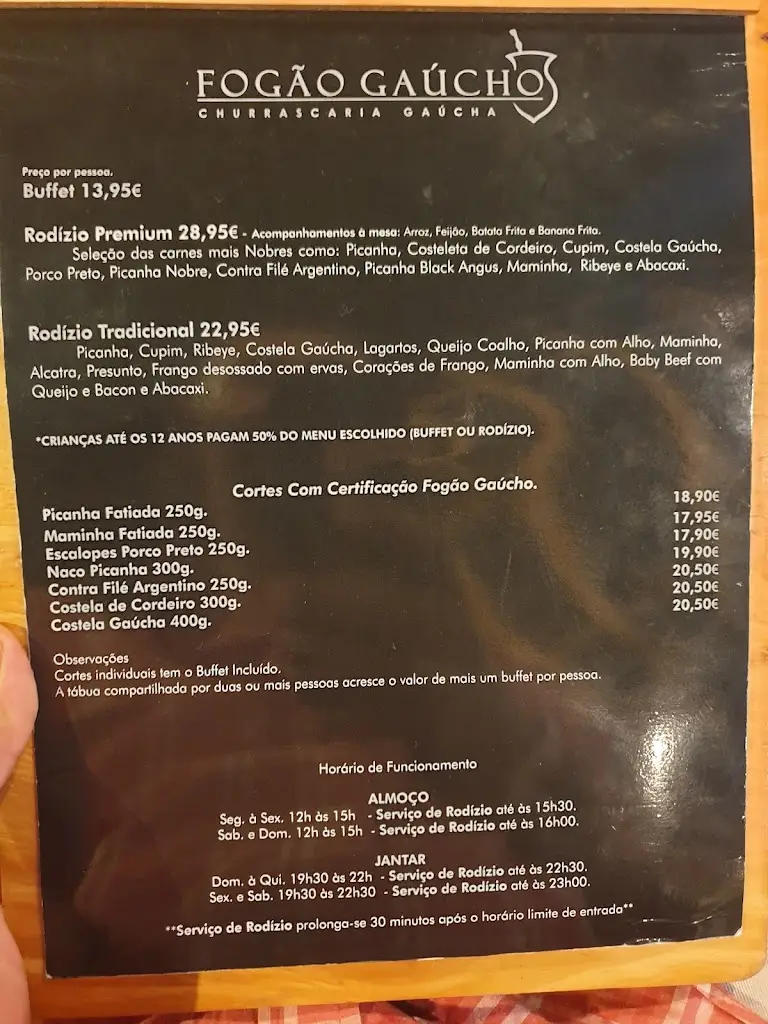 FOGÃO GAÚCHO
CHURRASCARIA GAÚCHA
Preço por pessoa.
Buffet 13,95€
Rodízio Premium 28,95€ - Acompanhamentos à mesa: Arroz, Feijão, Batata Frita e Banana Frita.
Seleção das carnes mais Nobres como: Picanha, Costeleta de Cordeiro, Cupim, Costela Gaúcha,
Porco Preto, Picanha Nobre, Contra Filé Argentino, Picanha Black Angus, Maminha, Ribeye e Abacaxi.
Rodízio Tradicional 22,95€
Picanha, Cupim, Ribeye, Costela Gaúcha, Lagartos, Queijo Coalho, Picanha com Alho, Maminha,
Alcatra, Presunto, Frango desossado com ervas, Corações de Frango, Maminha com Alho, Baby Beef com
Queijo e Bacon e Abacaxi.
*CRIANÇAS ATÉ OS 12 ANOS PAGAM 50% DO MENU ESCOLHIDO (BUFFET OU RODÍZIO).
Cortes Com Certificação Fogão Gaúcho.
Picanha Fatiada 250g. 18,90€
Maminha Fatiada 250g. 17,95€
Escalopes Porco Preto 250g. 17,90€
Naco Picanha 300g. 19,90€
Contra Filé Argentino 250g. 20,50€
Costela de Cordeiro 300g. 20,50€
Costela Gaúcha 400g. 20,50€
Observações
Cortes individuais tem o Buffet Incluído.
A tábua compartilhada por duas ou mais pessoas acresce o valor de mais um buffet por pessoa.
Horário de Funcionamento
ALMOÇO
Seg. à Sex. 12h às 15h - Serviço de Rodízio até às 15h30.
Sab. e Dom. 12h às 15h - Serviço de Rodízio até às 16h00.
JANTAR
Dom. à Qui. 19h30 às 22h - Serviço de Rodízio até às 22h30.
Sex. e Sab. 19h30 às 22h30 - Serviço de Rodízio até às 23h00.
**Serviço de Rodízio prolonga-se 30 minutos após o horário limite de entrada**